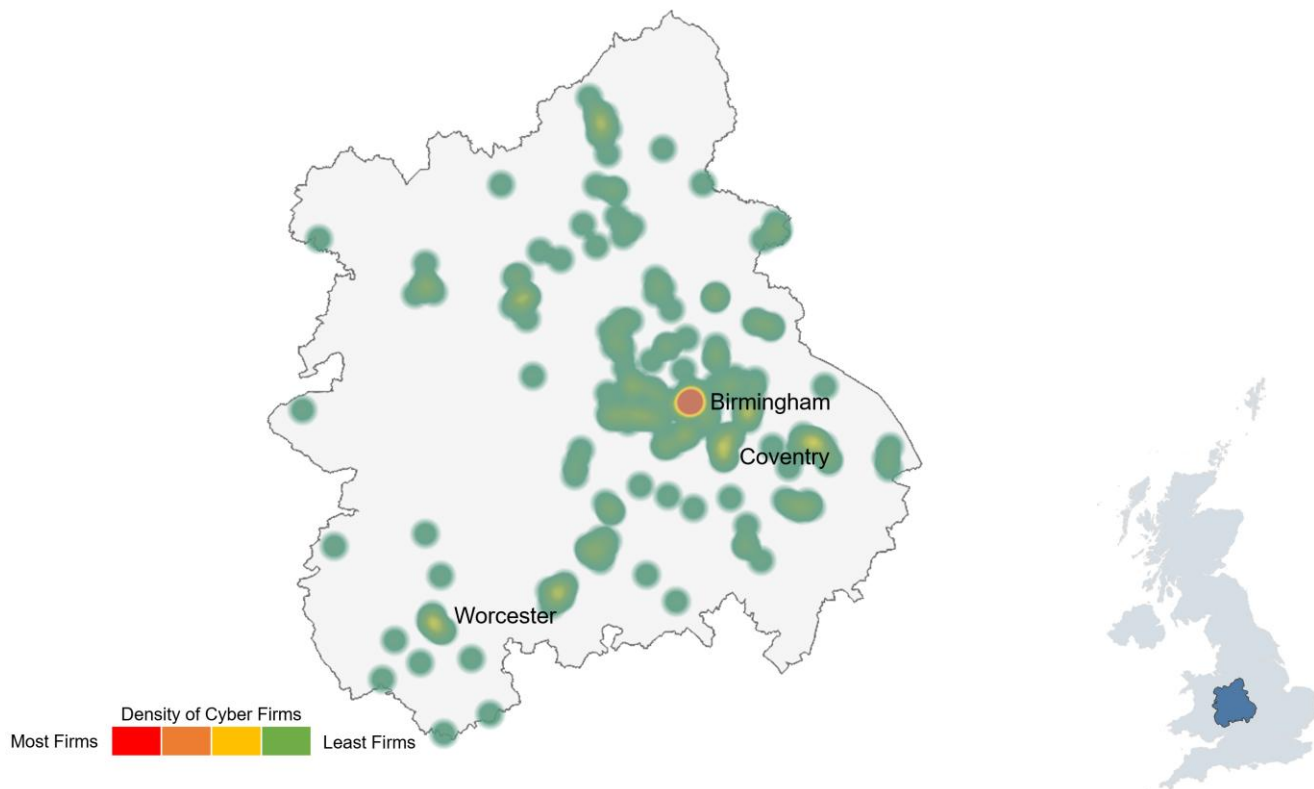 Birmingham
Coventry
Worcester
Density of Cyber Firms
Most Firms
Least Firms